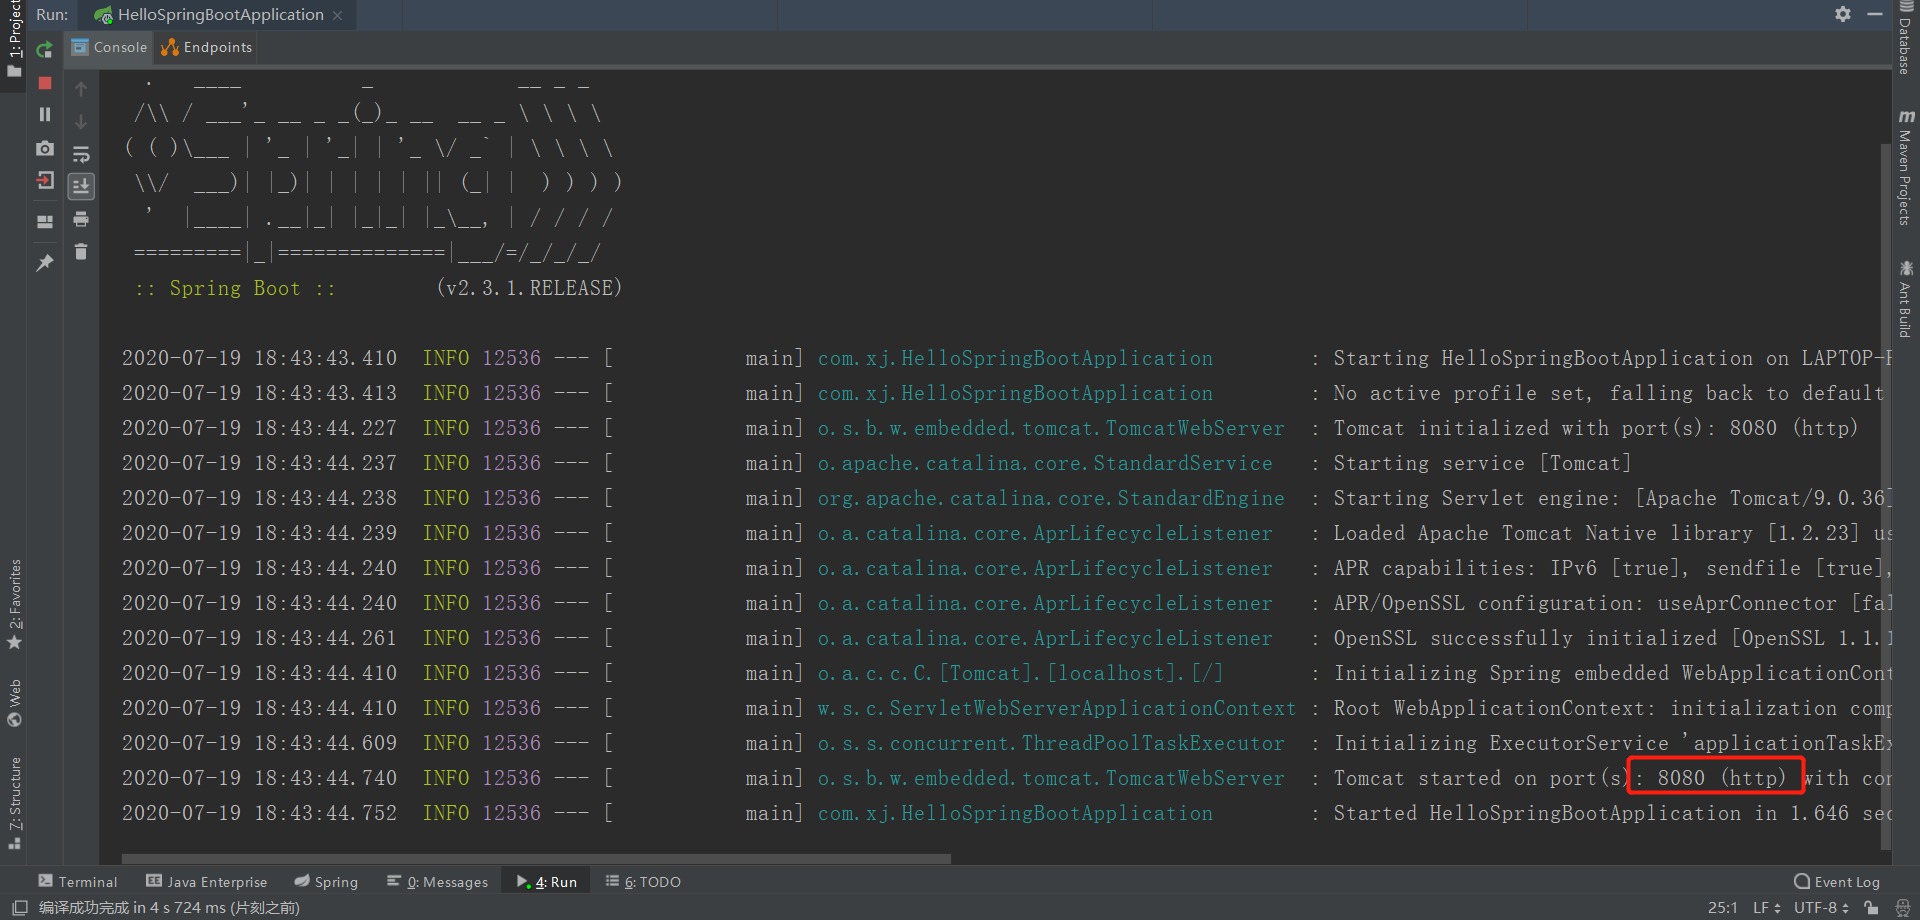 Run: HelloSpringBootApplication
Console Endpoints
  .   ____          _            __ _ _
 /\\ / ___'_ __ _ _(_)_ __  __ _ \ \ \ \
( ( )\___ | '_ | '_| | '_ \/ _` | \ \ \ \
 \\/  ___)| |_)| | | | | || (_| |  ) ) ) )
  '  |____| .__|_| |_|_| |_\__, | / / / /
 =========|_|==============|___/=/_/_/_/
 :: Spring Boot ::        (v2.3.1.RELEASE)
2020-07-19 18:43:43.410  INFO 12536 --- [           main] com.xj.HelloSpringBootApplication        : Starting HelloSpringBootApplication on LAPTOP-
2020-07-19 18:43:43.413  INFO 12536 --- [           main] com.xj.HelloSpringBootApplication        : No active profile set, falling back to default
2020-07-19 18:43:44.227  INFO 12536 --- [           main] o.s.b.w.embedded.tomcat.TomcatWebServer  : Tomcat initialized with port(s): 8080 (http)
2020-07-19 18:43:44.237  INFO 12536 --- [           main] o.apache.catalina.core.StandardService   : Starting service [Tomcat]
2020-07-19 18:43:44.238  INFO 12536 --- [           main] org.apache.catalina.core.StandardEngine  : Starting Servlet engine: [Apache Tomcat/9.0.36]
2020-07-19 18:43:44.239  INFO 12536 --- [           main] o.a.catalina.core.AprLifecycleListener   : Loaded Apache Tomcat Native library [1.2.23] us
2020-07-19 18:43:44.240  INFO 12536 --- [           main] o.a.catalina.core.AprLifecycleListener   : APR capabilities: IPv6 [true], sendfile [true],
2020-07-19 18:43:44.240  INFO 12536 --- [           main] o.a.catalina.core.AprLifecycleListener   : APR/OpenSSL configuration: useAprConnector [fal
2020-07-19 18:43:44.261  INFO 12536 --- [           main] o.a.catalina.core.AprLifecycleListener   : OpenSSL successfully initialized [OpenSSL 1.1.1
2020-07-19 18:43:44.410  INFO 12536 --- [           main] o.a.c.c.C.[Tomcat].[localhost].[/]       : Initializing Spring embedded WebApplicationCont
2020-07-19 18:43:44.410  INFO 12536 --- [           main] w.s.c.ServletWebServerApplicationContext : Root WebApplicationContext: initialization comp
2020-07-19 18:43:44.609  INFO 12536 --- [           main] o.s.s.concurrent.ThreadPoolTaskExecutor  : Initializing ExecutorService 'applicationTaskEx
2020-07-19 18:43:44.740  INFO 12536 --- [           main] o.s.b.w.embedded.tomcat.TomcatWebServer  : Tomcat started on port(s): 8080 (http) with con
2020-07-19 18:43:44.752  INFO 12536 --- [           main] com.xj.HelloSpringBootApplication        : Started HelloSpringBootApplication in 1.646 sec
1: Project
2: Favorites
Web
7: Structure
Database
m Maven Projects
Ant Build
Terminal Java Enterprise Spring 0: Messages 4: Run 6: TODO Event Log
编译成功完成 in 4 s 724 ms (片刻之前) 25:1 LF UTF-8